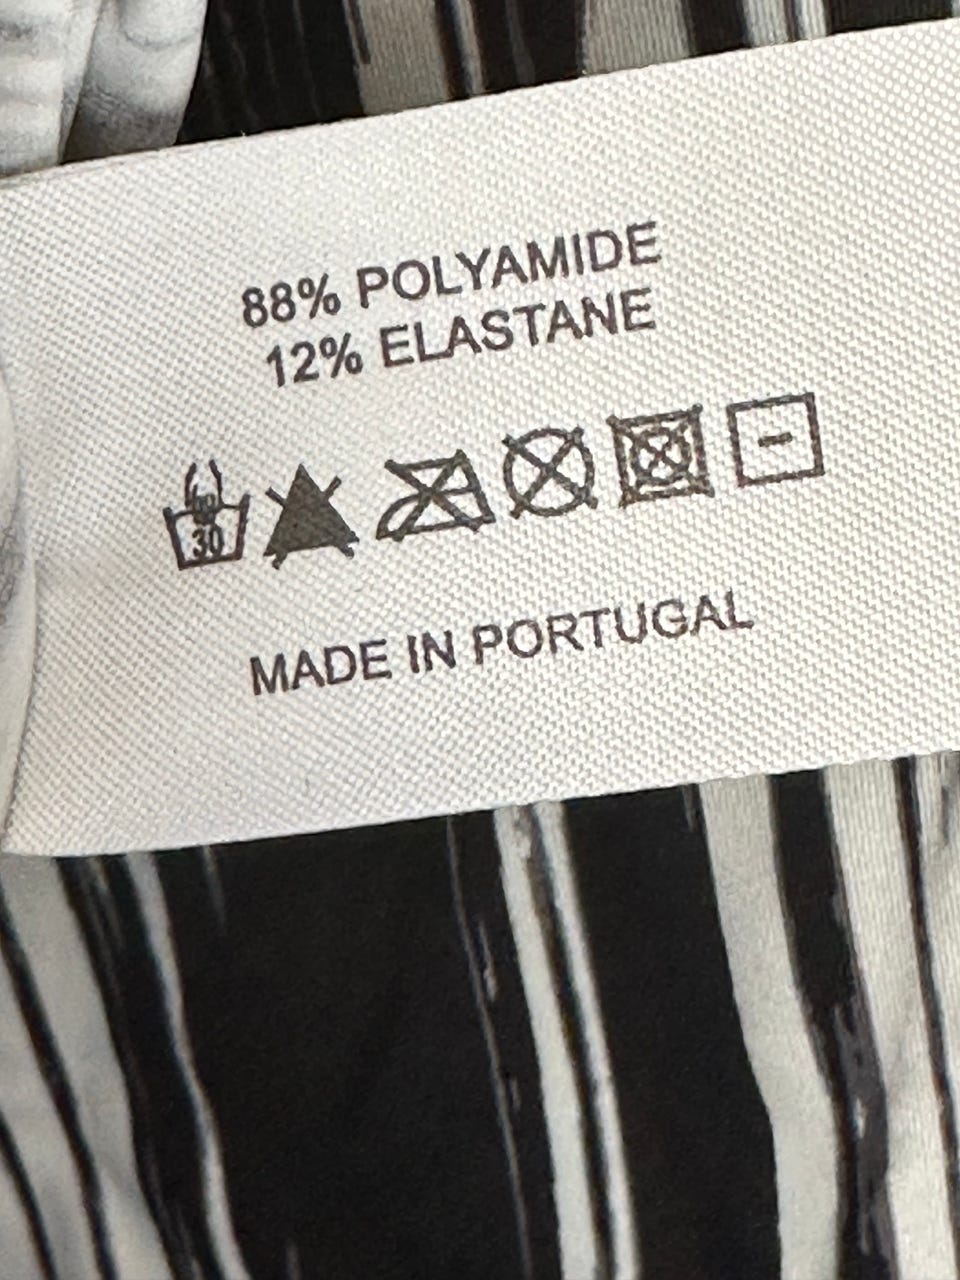 88% POLYAMIDE
12% ELASTANE
30
MADE IN PORTUGAL